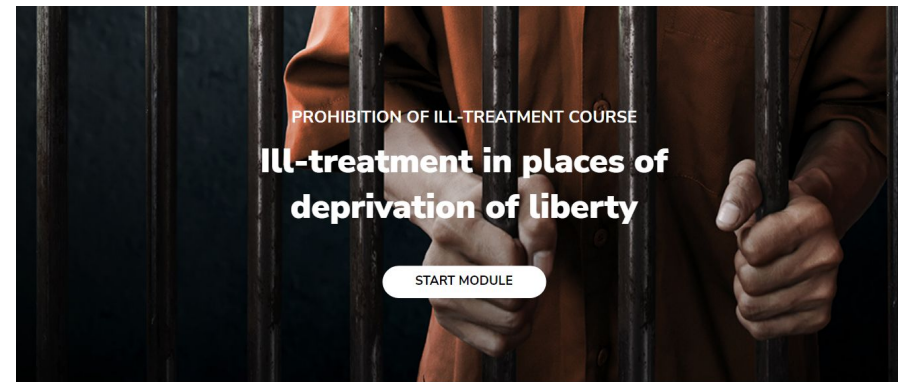 PROHIBITION OF ILL-TREATMENT COURSE
Ill-treatment in places of
deprivation of liberty
START MODULE